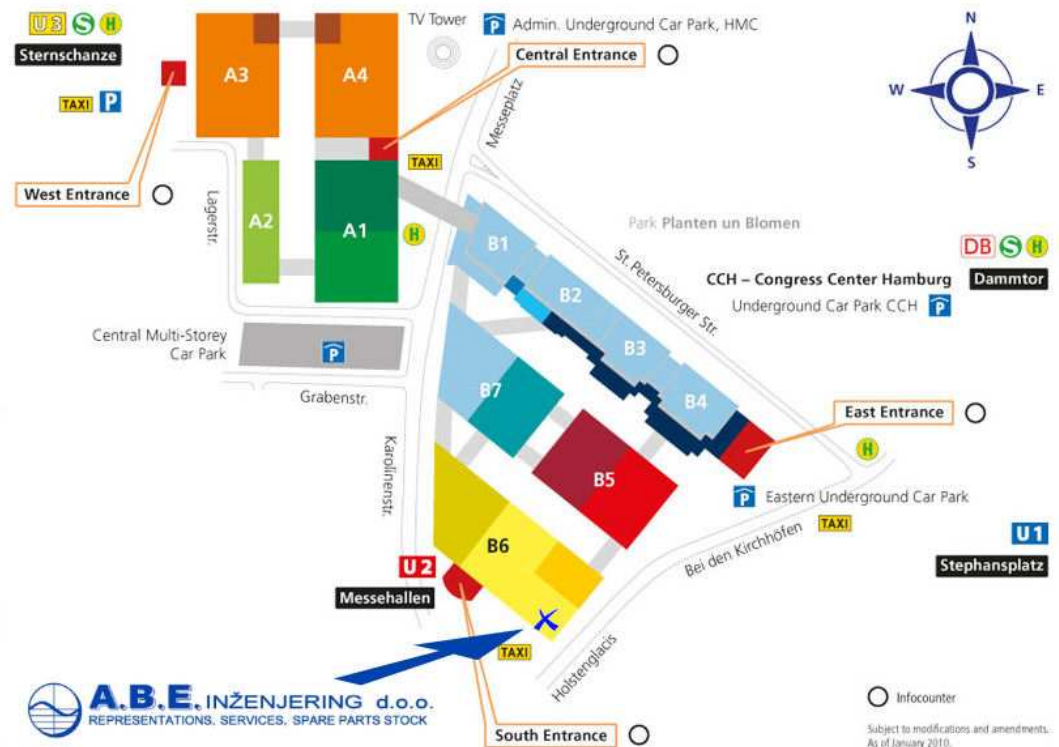 U3 S H
Sternschanze
TAXI P
TV Tower
P Admin. Underground Car Park, HMC
Central Entrance
N
W E
S
A3
A4
Messeplatz
TAXI
West Entrance
Lagerstr.
A2
A1
H
B1
Park Planten un Blomen
St. Petersburger Str.
DB S H
CCH – Congress Center Hamburg
Dammtor
Underground Car Park CCH P
B2
B3
B4
Central Multi-Storey
Car Park
P
Grabenstr.
Karolinenstr.
B7
East Entrance
H
B5
P Eastern Underground Car Park
TAXI
Bei den Kirchhöfen
B6
U1
Stephansplatz
U2
Messehallen
TAXI
Holstenglacis
A.B.E. INŽENJERING d.o.o.
REPRESENTATIONS. SERVICES. SPARE PARTS STOCK
South Entrance
Infocounter
Subject to modifications and amendments.
As of January 2010.